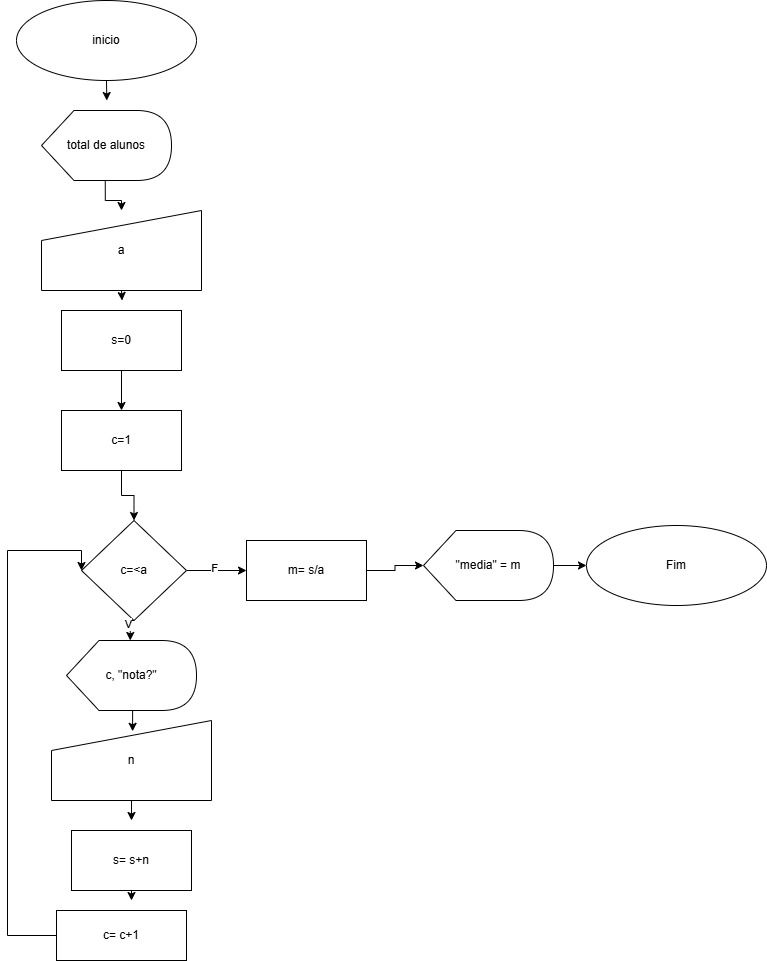 inicio
total de alunos
a
s=0
c=1
c=<a
F
m= s/a
"media" = m
Fim
V
c, "nota?"
n
s= s+n
c= c+1